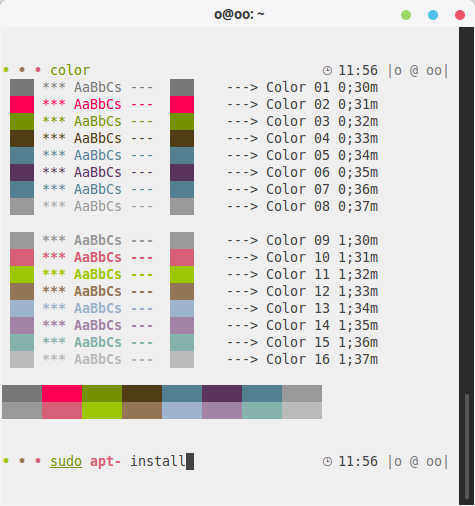 o@oo: ~
• • • color ◷ 11:56 |o @ oo|
*** AaBbCs --- ---> Color 01 0;30m
*** AaBbCs --- ---> Color 02 0;31m
*** AaBbCs --- ---> Color 03 0;32m
*** AaBbCs --- ---> Color 04 0;33m
*** AaBbCs --- ---> Color 05 0;34m
*** AaBbCs --- ---> Color 06 0;35m
*** AaBbCs --- ---> Color 07 0;36m
*** AaBbCs --- ---> Color 08 0;37m
*** AaBbCs --- ---> Color 09 1;30m
*** AaBbCs --- ---> Color 10 1;31m
*** AaBbCs --- ---> Color 11 1;32m
*** AaBbCs --- ---> Color 12 1;33m
*** AaBbCs --- ---> Color 13 1;34m
*** AaBbCs --- ---> Color 14 1;35m
*** AaBbCs --- ---> Color 15 1;36m
*** AaBbCs --- ---> Color 16 1;37m
• • • sudo apt- install ◷ 11:56 |o @ oo|